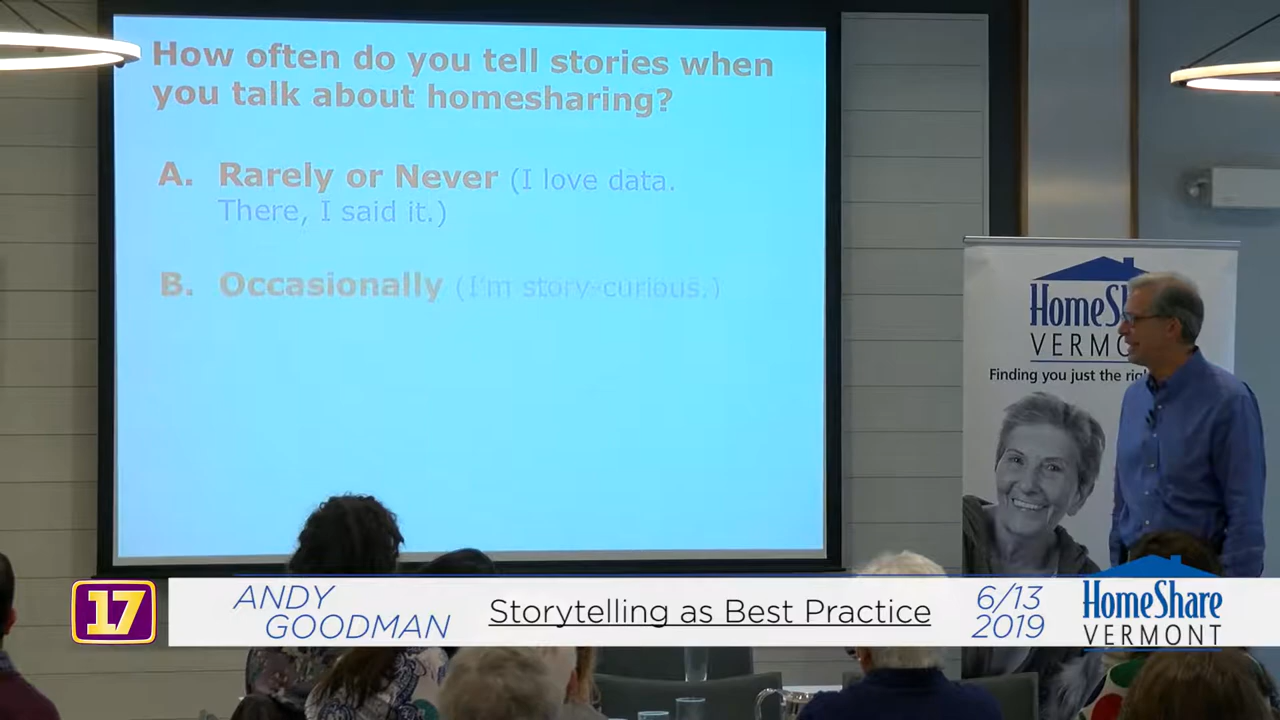 How often do you tell stories when
you talk about homesharing?
A. Rarely or Never (I love data.
There, I said it.)
B. Occasionally (I'm story-curious.)
HomeSh
VERMO
Finding you just the rig
17
ANDY
GOODMAN
Storytelling as Best Practice
6/13
2019
HomeShare
VERMONT